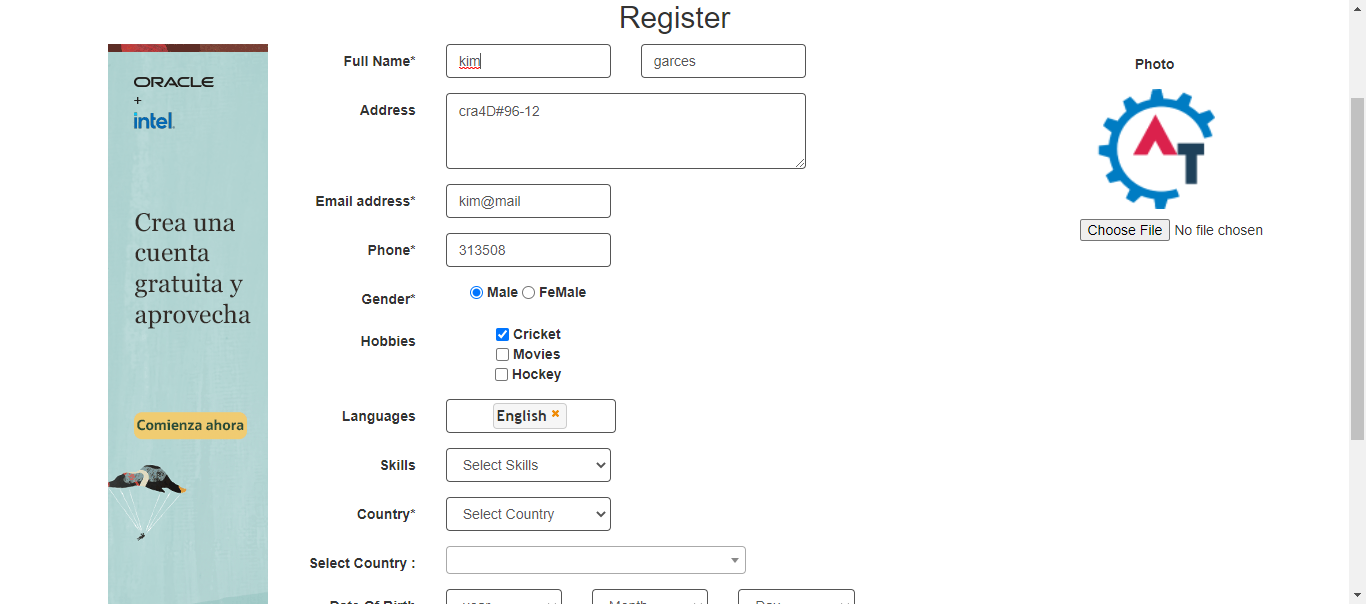 Register
ORACLE
+
intel.
Crea una
cuenta
gratuita y
aprovecha
Comienza ahora
Full Name* kim garces
Address cra4D#96-12
Email address* kim@mail
Phone* 313508
Gender* Male FeMale
Hobbies Cricket
Movies
Hockey
Languages English ×
Skills Select Skills
Country* Select Country
Select Country :
Date Of Birth year Month Day
Photo
AT
Choose File No file chosen